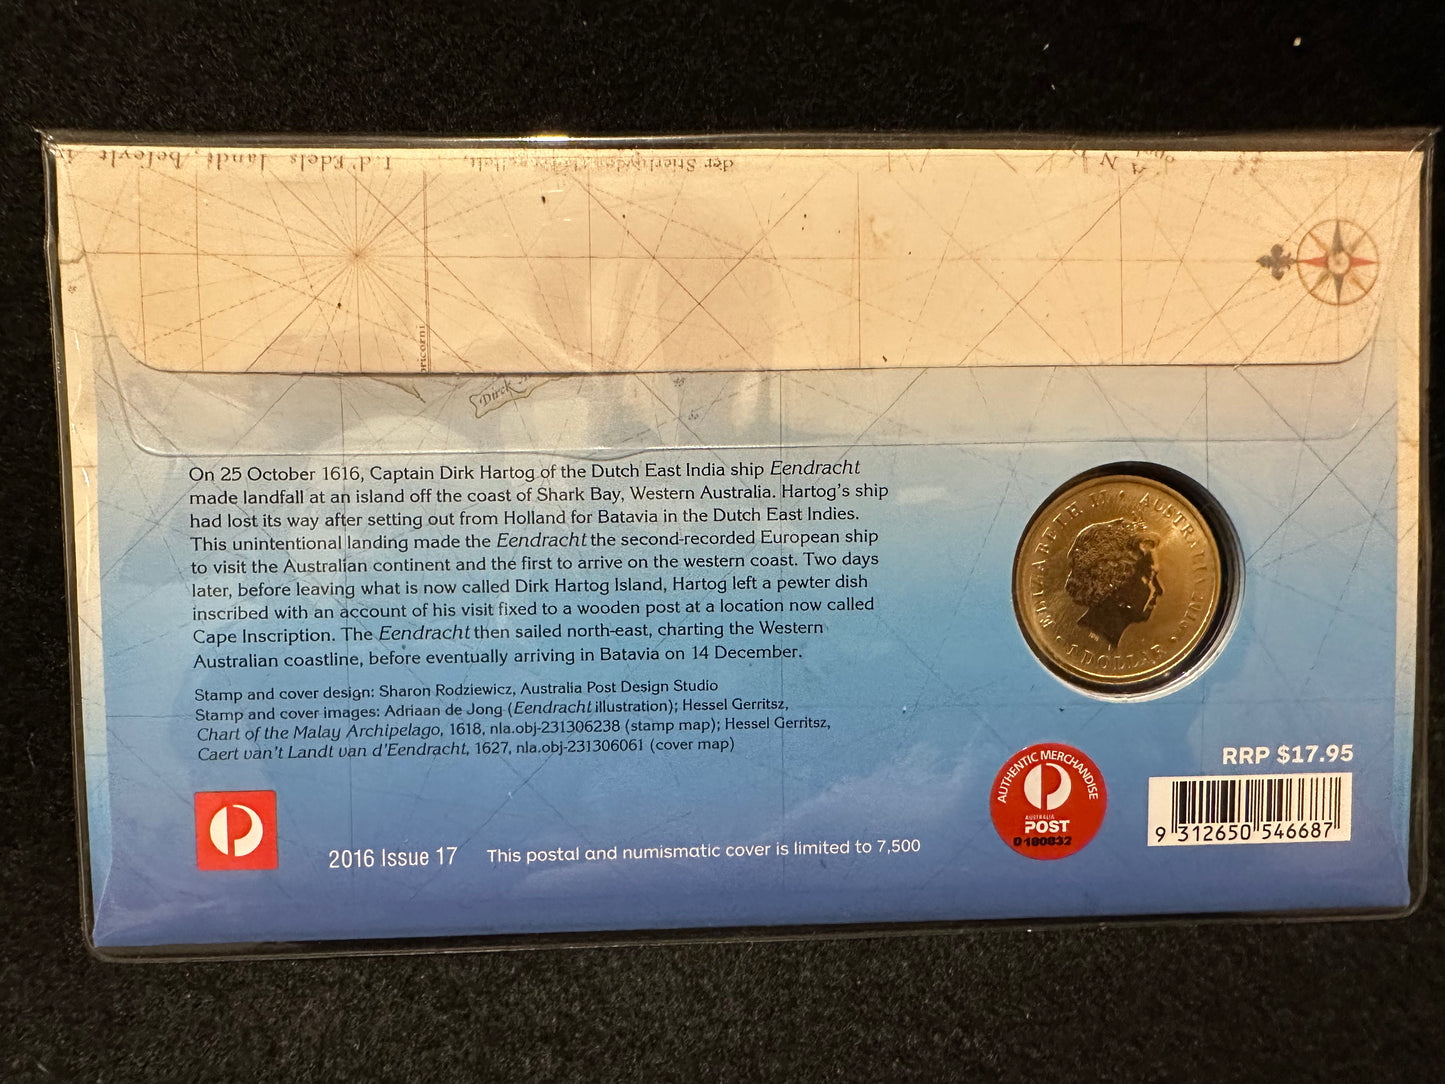 I.d'Edels landt, beseylt in
der Stierluyden
pricorni
Dirck
On 25 October 1616, Captain Dirk Hartog of the Dutch East India ship Eendracht
made landfall at an island off the coast of Shark Bay, Western Australia. Hartog's ship
had lost its way after setting out from Holland for Batavia in the Dutch East Indies.
This unintentional landing made the Eendracht the second-recorded European ship
to visit the Australian continent and the first to arrive on the western coast. Two days
later, before leaving what is now called Dirk Hartog Island, Hartog left a pewter dish
inscribed with an account of his visit fixed to a wooden post at a location now called
Cape Inscription. The Eendracht then sailed north-east, charting the Western
Australian coastline, before eventually arriving in Batavia on 14 December.
Stamp and cover design: Sharon Rodziewicz, Australia Post Design Studio
Stamp and cover images: Adriaan de Jong (Eendracht illustration); Hessel Gerritsz,
Chart of the Malay Archipelago, 1618, nla.obj-231306238 (stamp map); Hessel Gerritsz,
Caert van't Landt van d'Eendracht, 1627, nla.obj-231306061 (cover map)
ELIZABETH II AUSTRALIA 2016
1 DOLLAR
RRP $17.95
AUTHENTIC MERCHANDISE
AUSTRALIA
POST
0180832
9 312650 546687
2016 Issue 17
This postal and numismatic cover is limited to 7,500